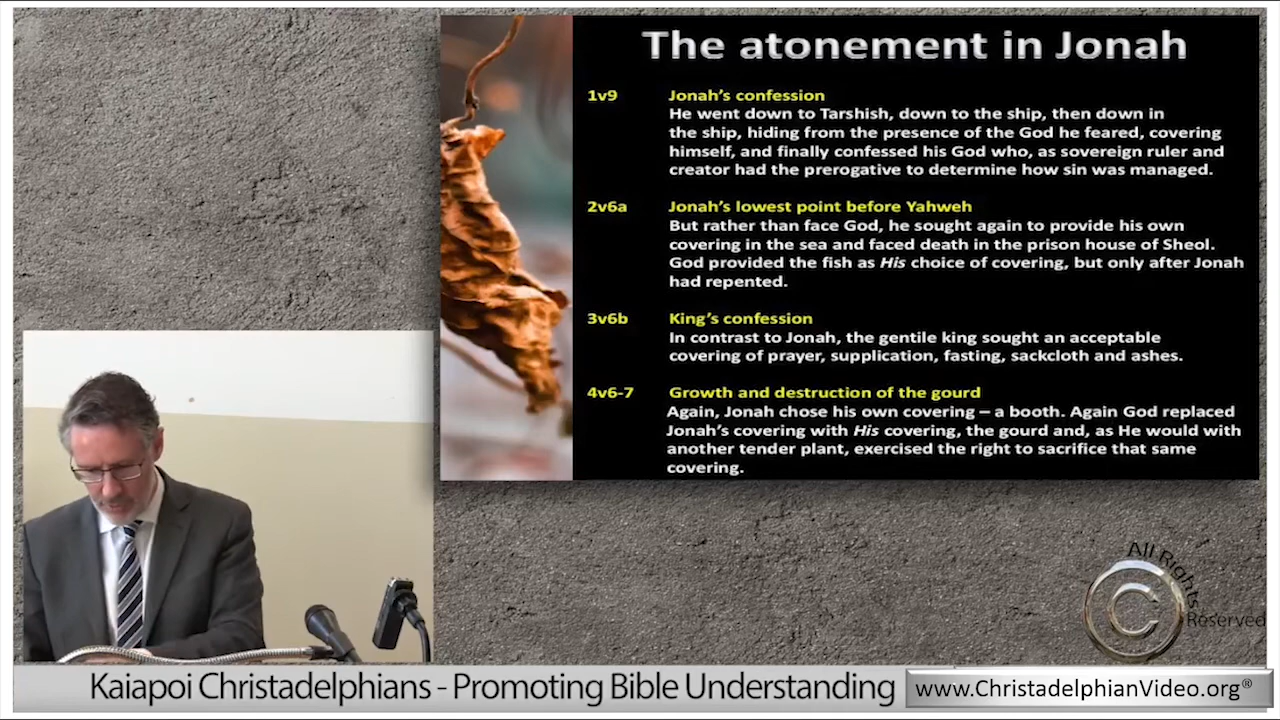 The atonement in Jonah
1v9 Jonah's confession
He went down to Tarshish, down to the ship, then down in
the ship, hiding from the presence of the God he feared, covering
himself, and finally confessed his God who, as sovereign ruler and
creator had the prerogative to determine how sin was managed.
2v6a Jonah's lowest point before Yahweh
But rather than face God, he sought again to provide his own
covering in the sea and faced death in the prison house of Sheol.
God provided the fish as His choice of covering, but only after Jonah
had repented.
3v6b King's confession
In contrast to Jonah, the gentile king sought an acceptable
covering of prayer, supplication, fasting, sackcloth and ashes.
4v6-7 Growth and destruction of the gourd
Again, Jonah chose his own covering – a booth. Again God replaced
Jonah's covering with His covering, the gourd and, as He would with
another tender plant, exercised the right to sacrifice that same
covering.
All Rights
C
Reserved
Kaiapoi Christadelphians - Promoting Bible Understanding
www.ChristadelphianVideo.org®